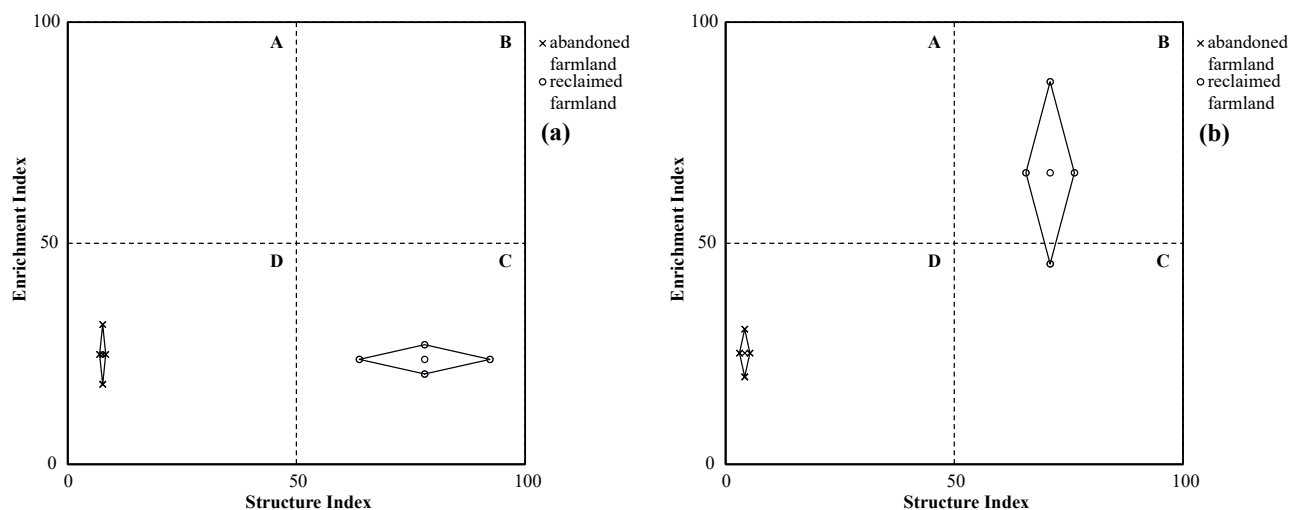 100
A
B
× abandoned
farmland
○ reclaimed
farmland
(a)
Enrichment Index
50
D
C
0
0
50
100
Structure Index
100
A
B
× abandoned
farmland
○ reclaimed
farmland
(b)
Enrichment Index
50
D
C
0
0
50
100
Structure Index